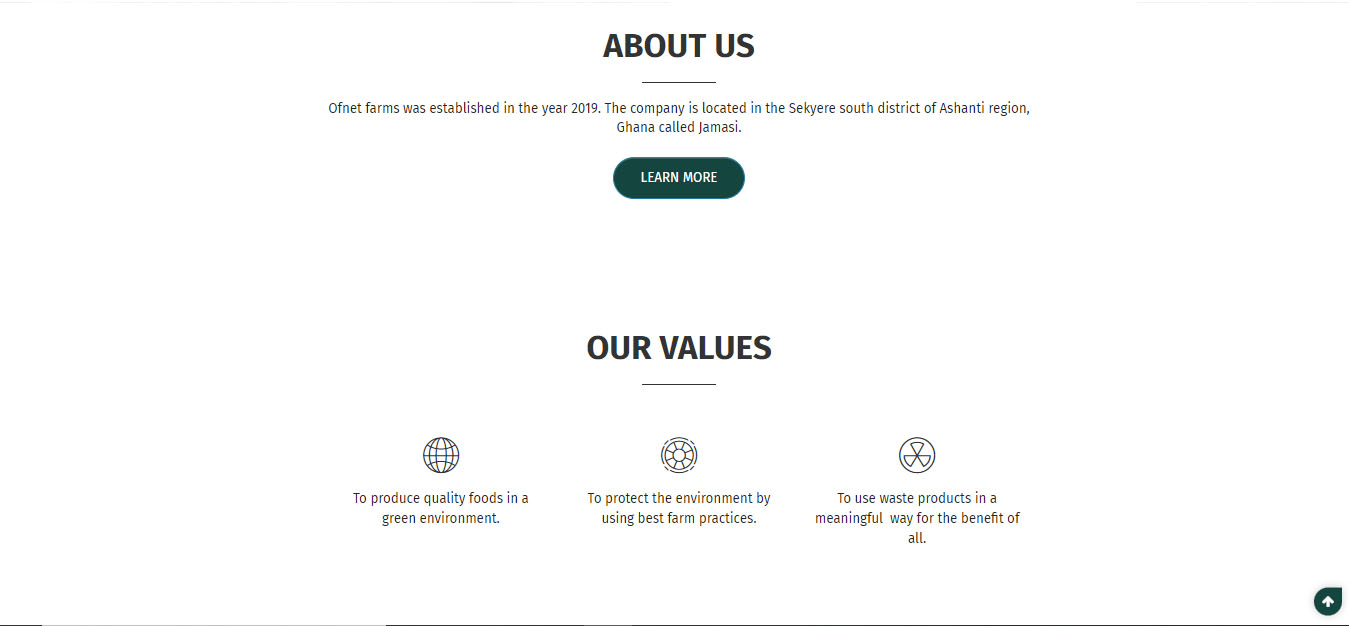 ABOUT US
Ofnet farms was established in the year 2019. The company is located in the Sekyere south district of Ashanti region,
Ghana called Jamasi.
LEARN MORE
OUR VALUES
To produce quality foods in a
green environment.
To protect the environment by
using best farm practices.
To use waste products in a
meaningful  way for the benefit of
all.